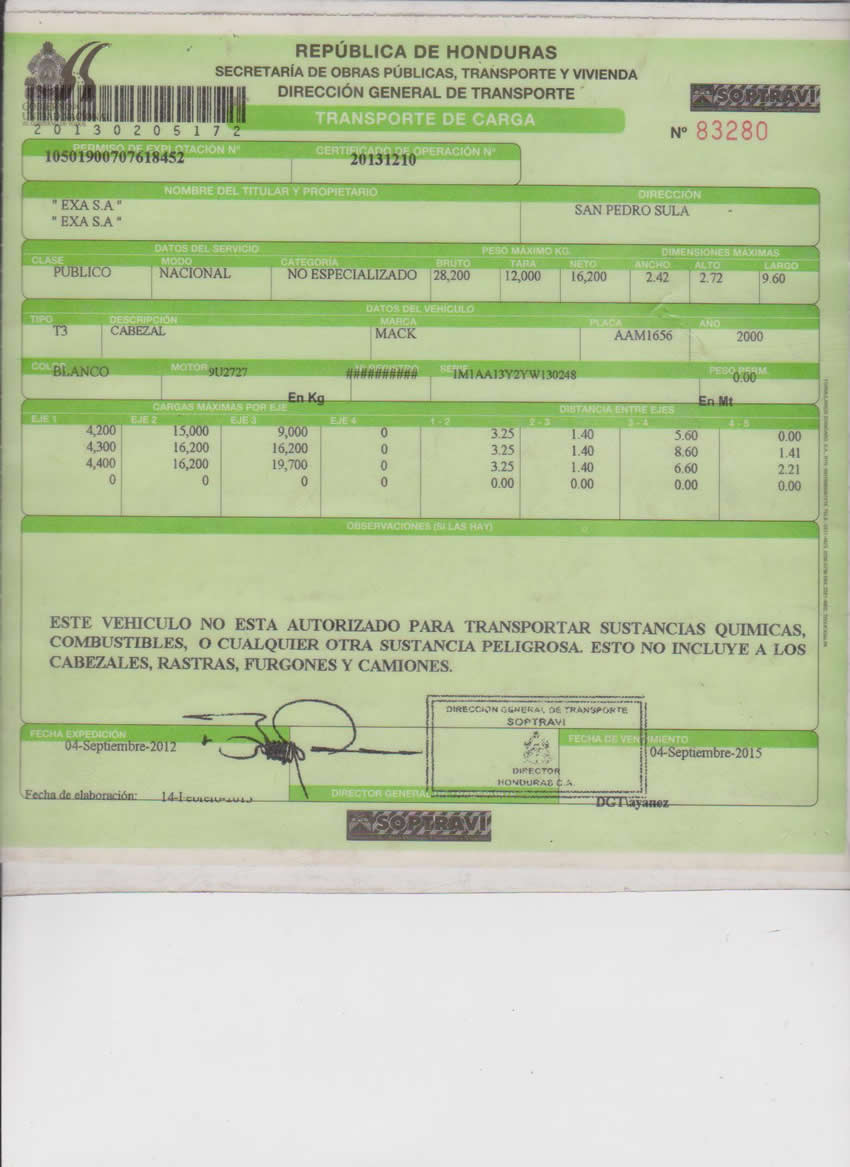 REPÚBLICA DE HONDURAS
SECRETARÍA DE OBRAS PÚBLICAS, TRANSPORTE Y VIVIENDA
DIRECCIÓN GENERAL DE TRANSPORTE
SOPTRAVI
TRANSPORTE DE CARGA
20130205172
Nº 83280
PERMISO DE EXPLOTACIÓN Nº CERTIFICADO DE OPERACIÓN Nº
10501900707618452 20131210
NOMBRE DEL TITULAR Y PROPIETARIO DIRECCIÓN
" EXA S.A " SAN PEDRO SULA -
" EXA S.A "
DATOS DEL SERVICIO PESO MÁXIMO KG. DIMENSIONES MÁXIMAS
CLASE MODO CATEGORÍA BRUTO TARA NETO ANCHO ALTO LARGO
PUBLICO NACIONAL NO ESPECIALIZADO 28,200 12,000 16,200 2.42 2.72 9.60
DATOS DEL VEHÍCULO
TIPO DESCRIPCIÓN MARCA PLACA AÑO
T3 CABEZAL MACK AAM1656 2000
COLOR MOTOR SERIE PESO PERM.
BLANCO 9U2727 ########## 1M1AA13Y2YW130248 0.00
En Kg En Mt
CARGAS MÁXIMAS POR EJE DISTANCIA ENTRE EJES
EJE 1 EJE 2 EJE 3 EJE 4 1 - 2 2 - 3 3 - 4 4 - 5
4,200 15,000 9,000 0 3.25 1.40 5.60 0.00
4,300 16,200 16,200 0 3.25 1.40 8.60 1.41
4,400 16,200 19,700 0 3.25 1.40 6.60 2.21
0 0 0 0 0.00 0.00 0.00 0.00
OBSERVACIONES (SI LAS HAY)
ESTE VEHICULO NO ESTA AUTORIZADO PARA TRANSPORTAR SUSTANCIAS QUIMICAS,
COMBUSTIBLES, O CUALQUIER OTRA SUSTANCIA PELIGROSA. ESTO NO INCLUYE A LOS
CABEZALES, RASTRAS, FURGONES Y CAMIONES.
DIRECCION GENERAL DE TRANSPORTE
SOPTRAVI
DIRECTOR
HONDURAS C.A.
FECHA EXPEDICIÓN FECHA DE VENCIMIENTO
04-Septiembre-2012 04-Septiembre-2015
Fecha de elaboración: DIRECTOR GENERAL DGT\ayanez
SOPTRAVI